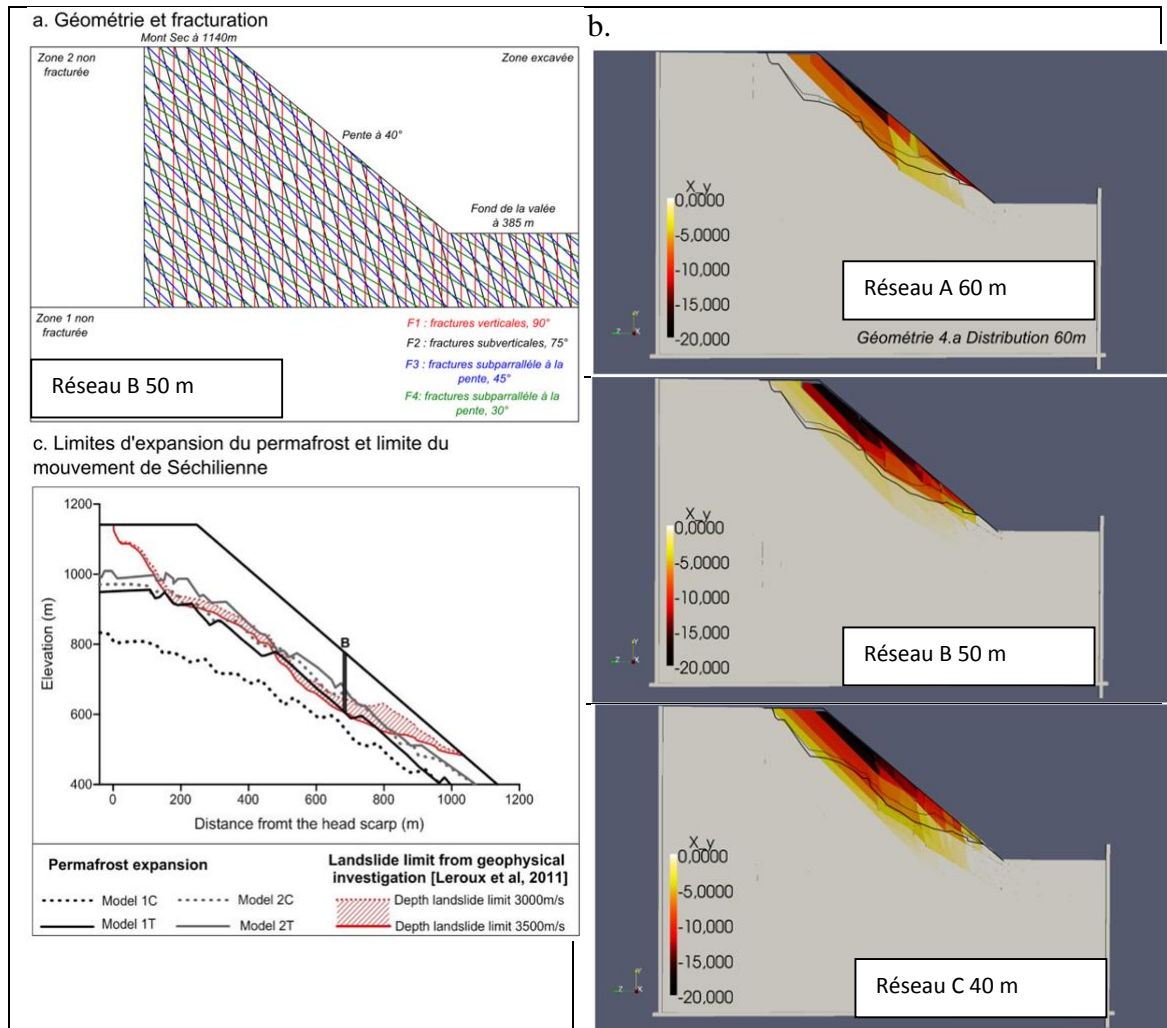 a. Géométrie et fracturation
Mont Sec à 1140m
Zone 2 non
fracturée
Zone excavée
Pente à 40°
Fond de la valée
à 385 m
Zone 1 non
fracturée
F1 : fractures verticales, 90°
F2 : fractures subverticales, 75°
F3 : fractures subparralléle à la
pente, 45°
F4: fractures subparralléle à la
pente, 30°
Réseau B 50 m
c. Limites d'expansion du permafrost et limite du
mouvement de Séchilienne
1200
1000
800
600
400
Elevation (m)
B
0 200 400 600 800 1000 1200
Distance fromt the head scarp (m)
Permafrost expansion
Model 1C
Model 2C
Model 1T
Model 2T
Landslide limit from geophysical
investigation [Leroux et al, 2011]
Depth landslide limit 3000m/s
Depth landslide limit 3500m/s
b.
X_y
0,0000
-5,0000
-10,000
-15,000
-20,000
Y
Z X
Réseau A 60 m
Géométrie 4.a Distribution 60m
X_y
0,0000
-5,0000
-10,000
-15,000
-20,000
Y
Z X
Réseau B 50 m
X_y
0,0000
-5,0000
-10,000
-15,000
-20,000
Y
Z X
Réseau C 40 m